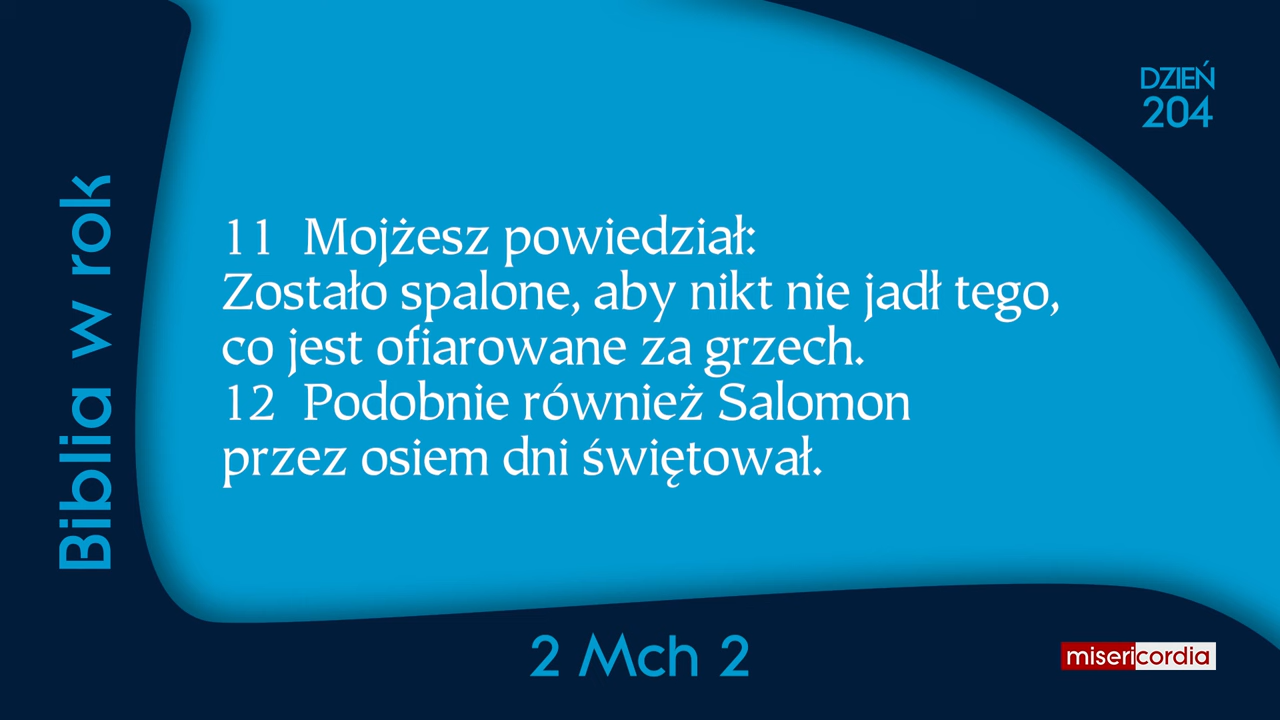 DZIEŃ
204
Biblia w rok
11 Mojżesz powiedział:
Zostało spalone, aby nikt nie jadł tego,
co jest ofiarowane za grzech.
12 Podobnie również Salomon
przez osiem dni świętował.
2 Mch 2
misericordia